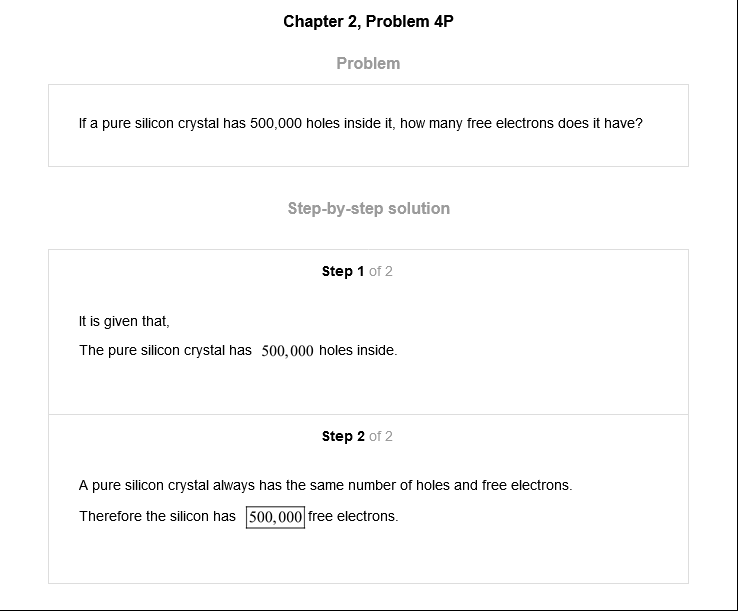 Chapter 2, Problem 4P
Problem
If a pure silicon crystal has 500,000 holes inside it, how many free electrons does it have?
Step-by-step solution
Step 1 of 2
It is given that,
The pure silicon crystal has 500,000 holes inside.
Step 2 of 2
A pure silicon crystal always has the same number of holes and free electrons.
Therefore the silicon has 500,000 free electrons.